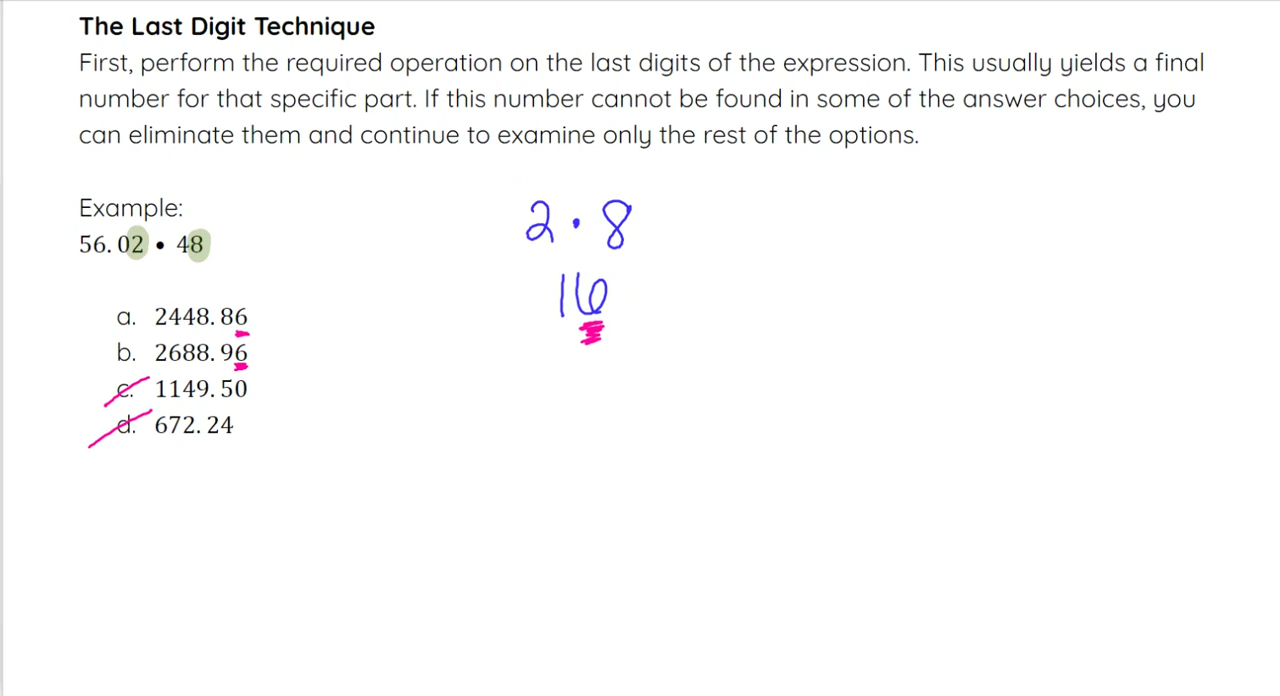 The Last Digit Technique
First, perform the required operation on the last digits of the expression. This usually yields a final
number for that specific part. If this number cannot be found in some of the answer choices, you
can eliminate them and continue to examine only the rest of the options.
Example:
56.02 • 48
2 · 8
16
a. 2448.86
b. 2688.96
c. 1149.50
d. 672.24